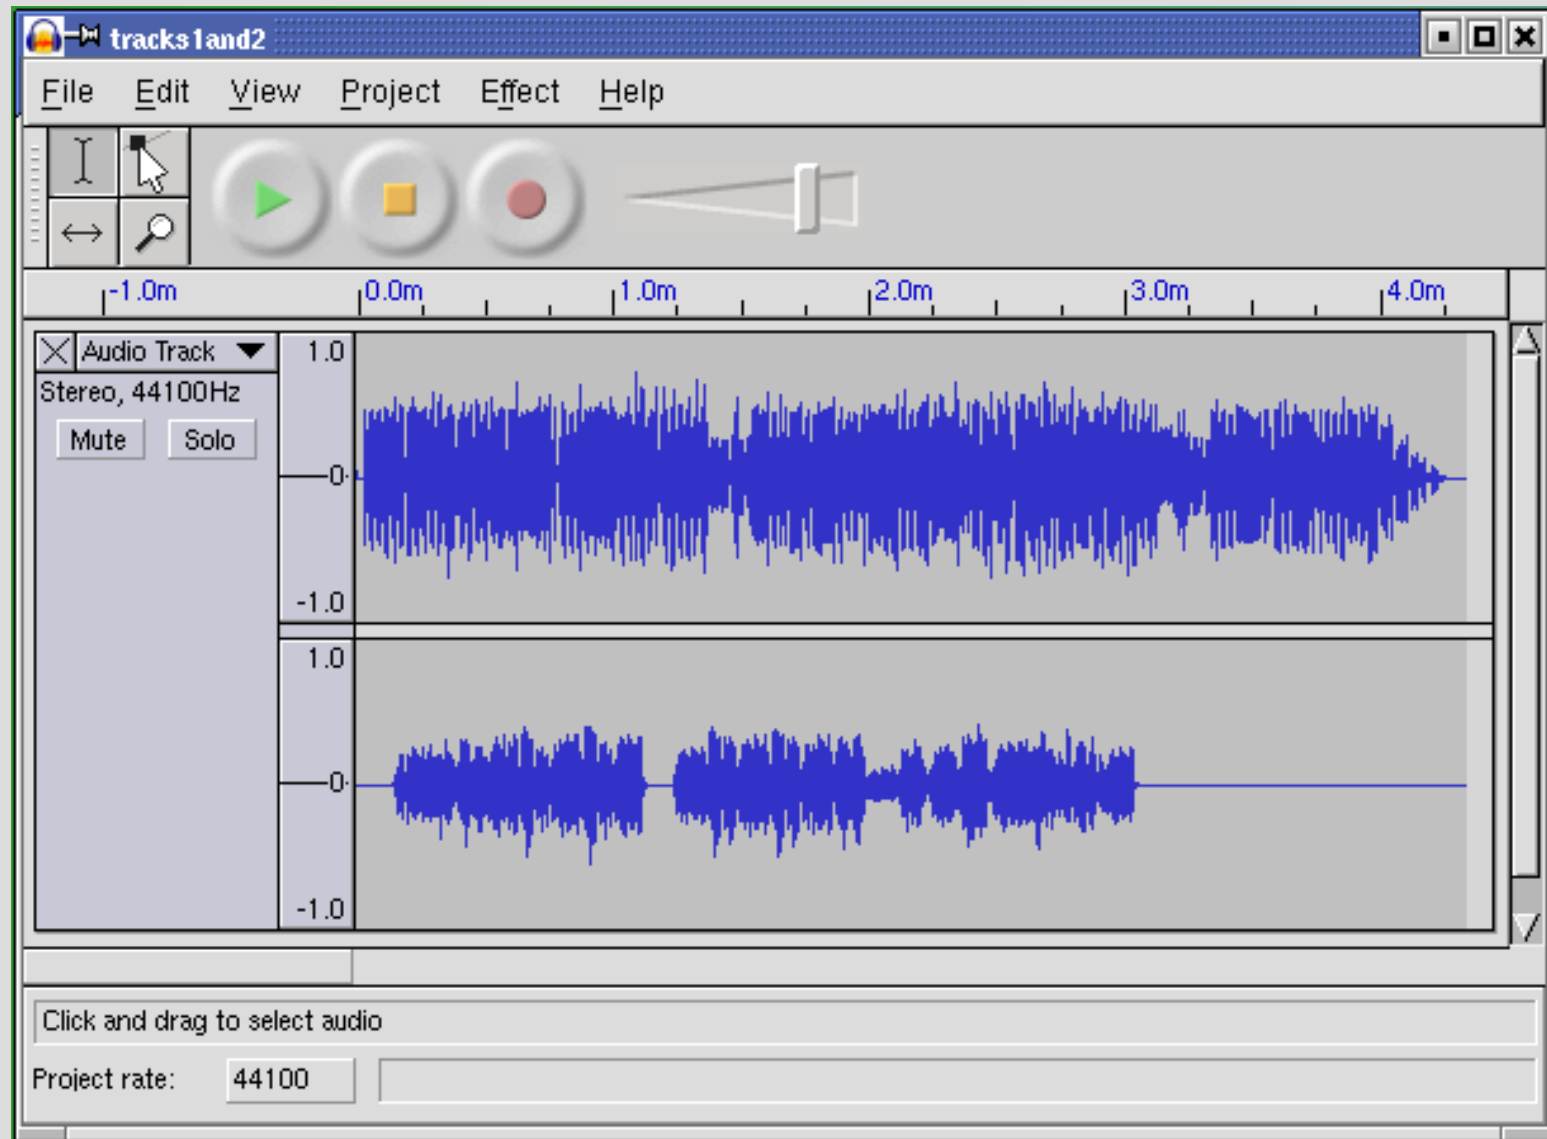 tracks1and2
File Edit View Project Effect Help
-1.0m 0.0m 1.0m 2.0m 3.0m 4.0m
Audio Track 1.0
Stereo, 44100Hz
Mute Solo
0
-1.0
1.0
0
-1.0
Click and drag to select audio
Project rate: 44100